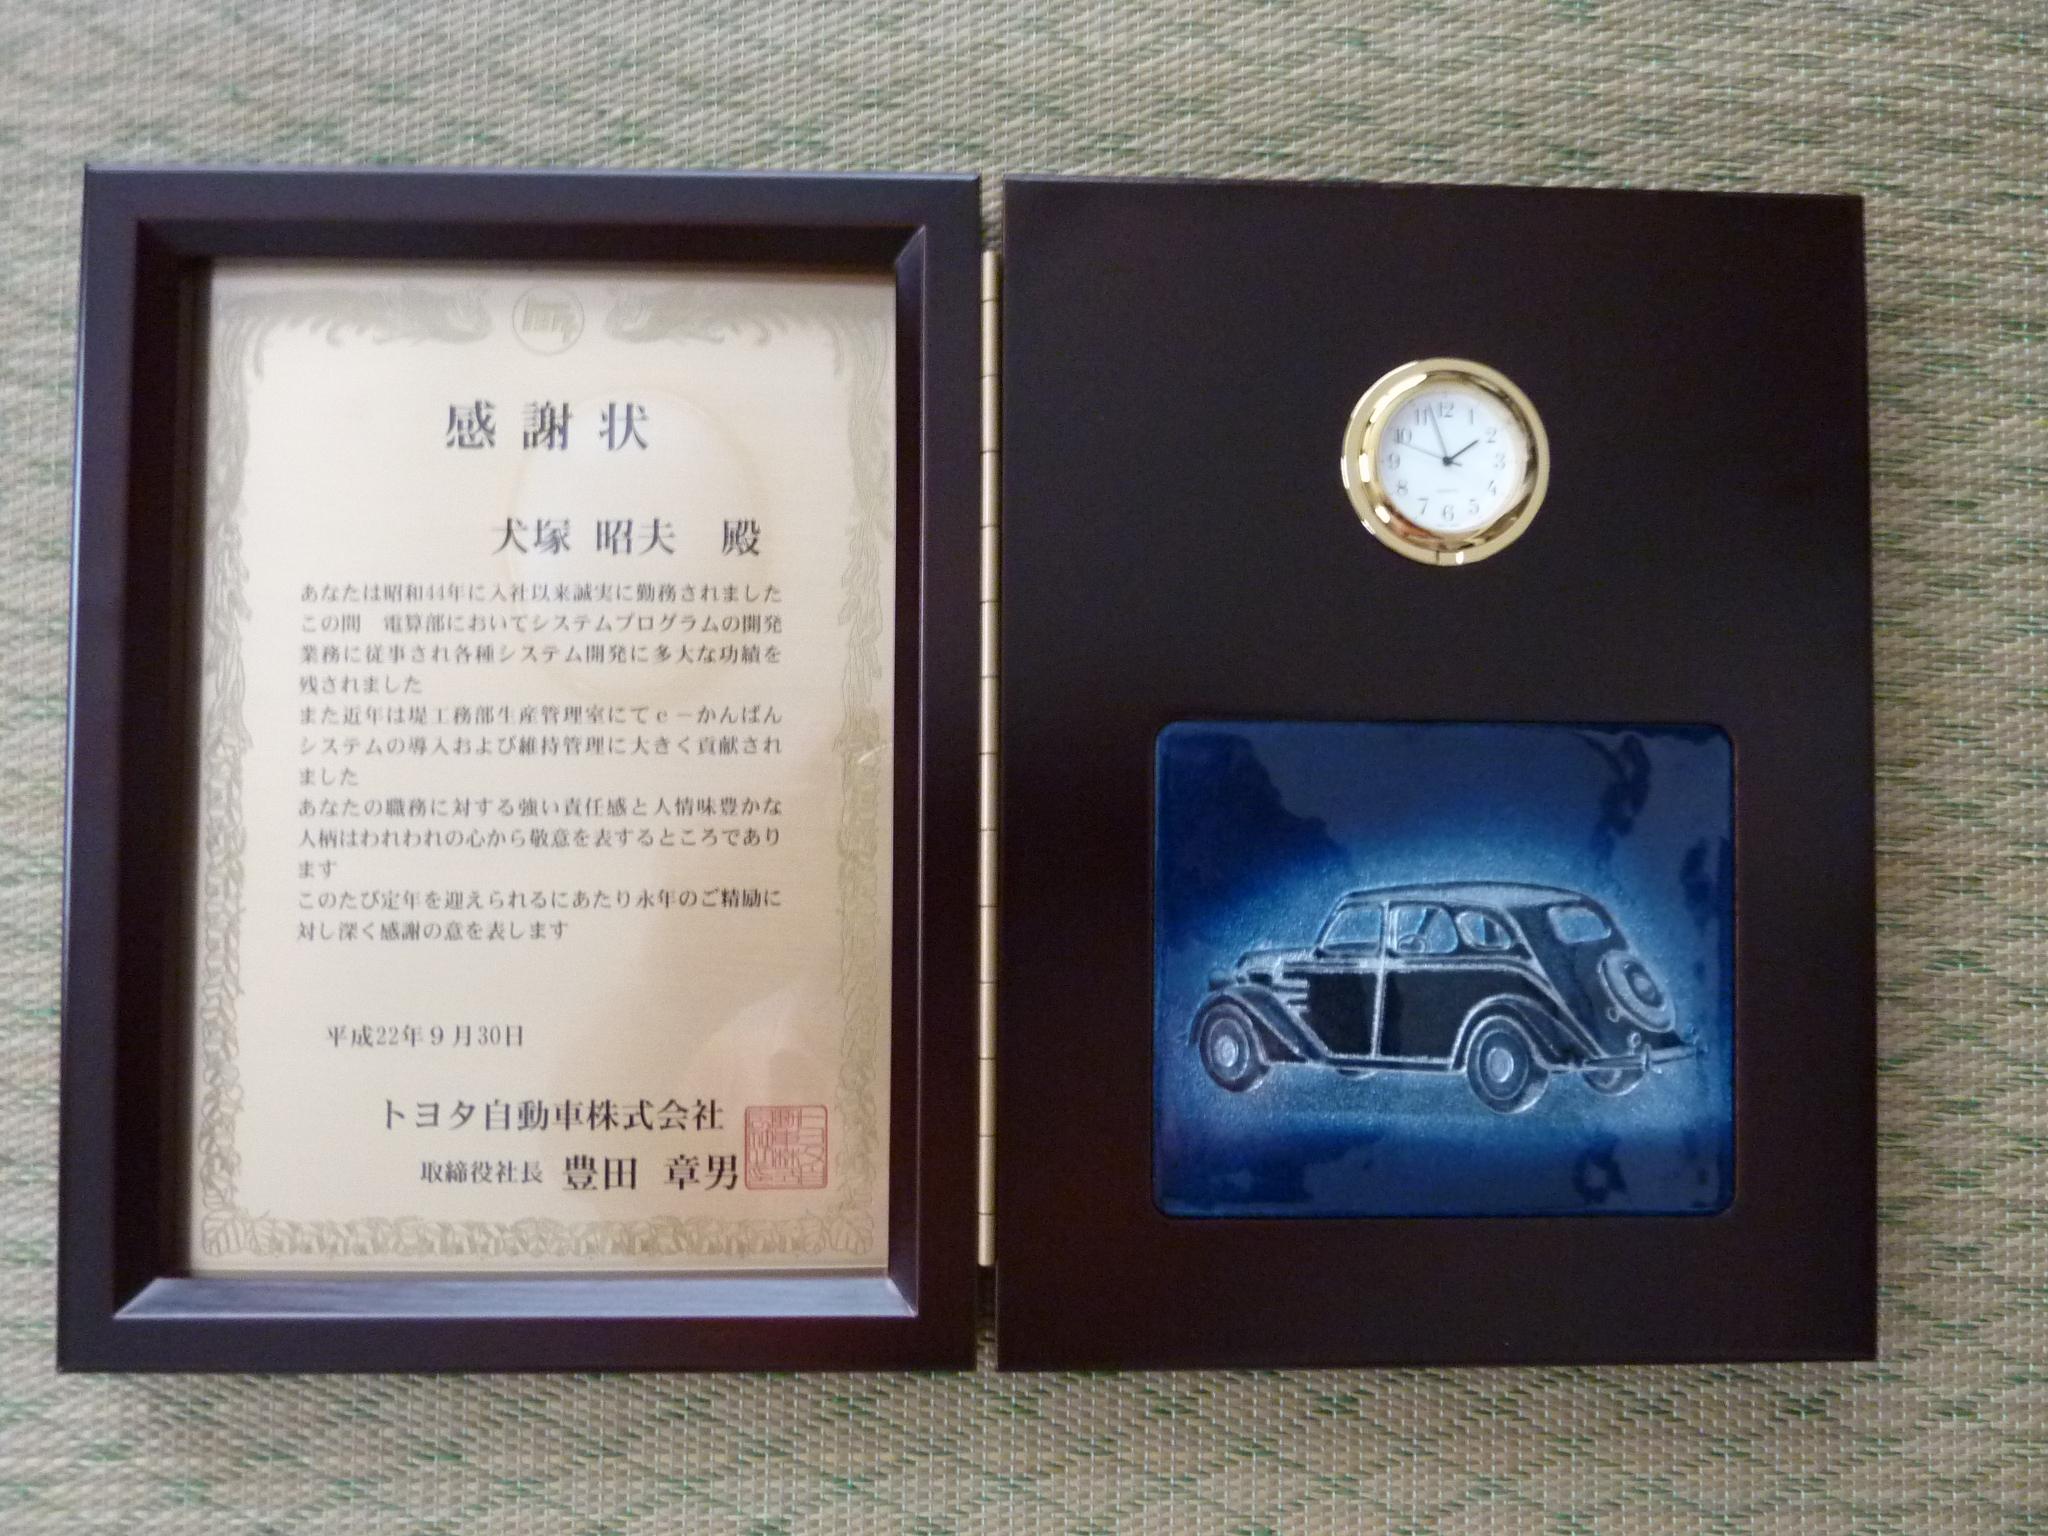 感謝状
犬塚 昭夫 殿
あなたは昭和44年に入社以来誠実に勤務されました
この間 電算部においてシステムプログラムの開発
業務に従事され各種システム開発に多大な功績を
残されました
また近年は堤工務部生産管理室にてe-かんばん
システムの導入および維持管理に大きく貢献され
ました
あなたの職務に対する強い責任感と人情味豊かな
人柄はわれわれの心から敬意を表するところであり
ます
このたび定年を迎えられるにあたり永年のご精励に
対し深く感謝の意を表します
平成22年9月30日
トヨタ自動車株式会社
取締役社長 豊田 章男
12
1
2
3
4
5
6
7
8
9
10
11